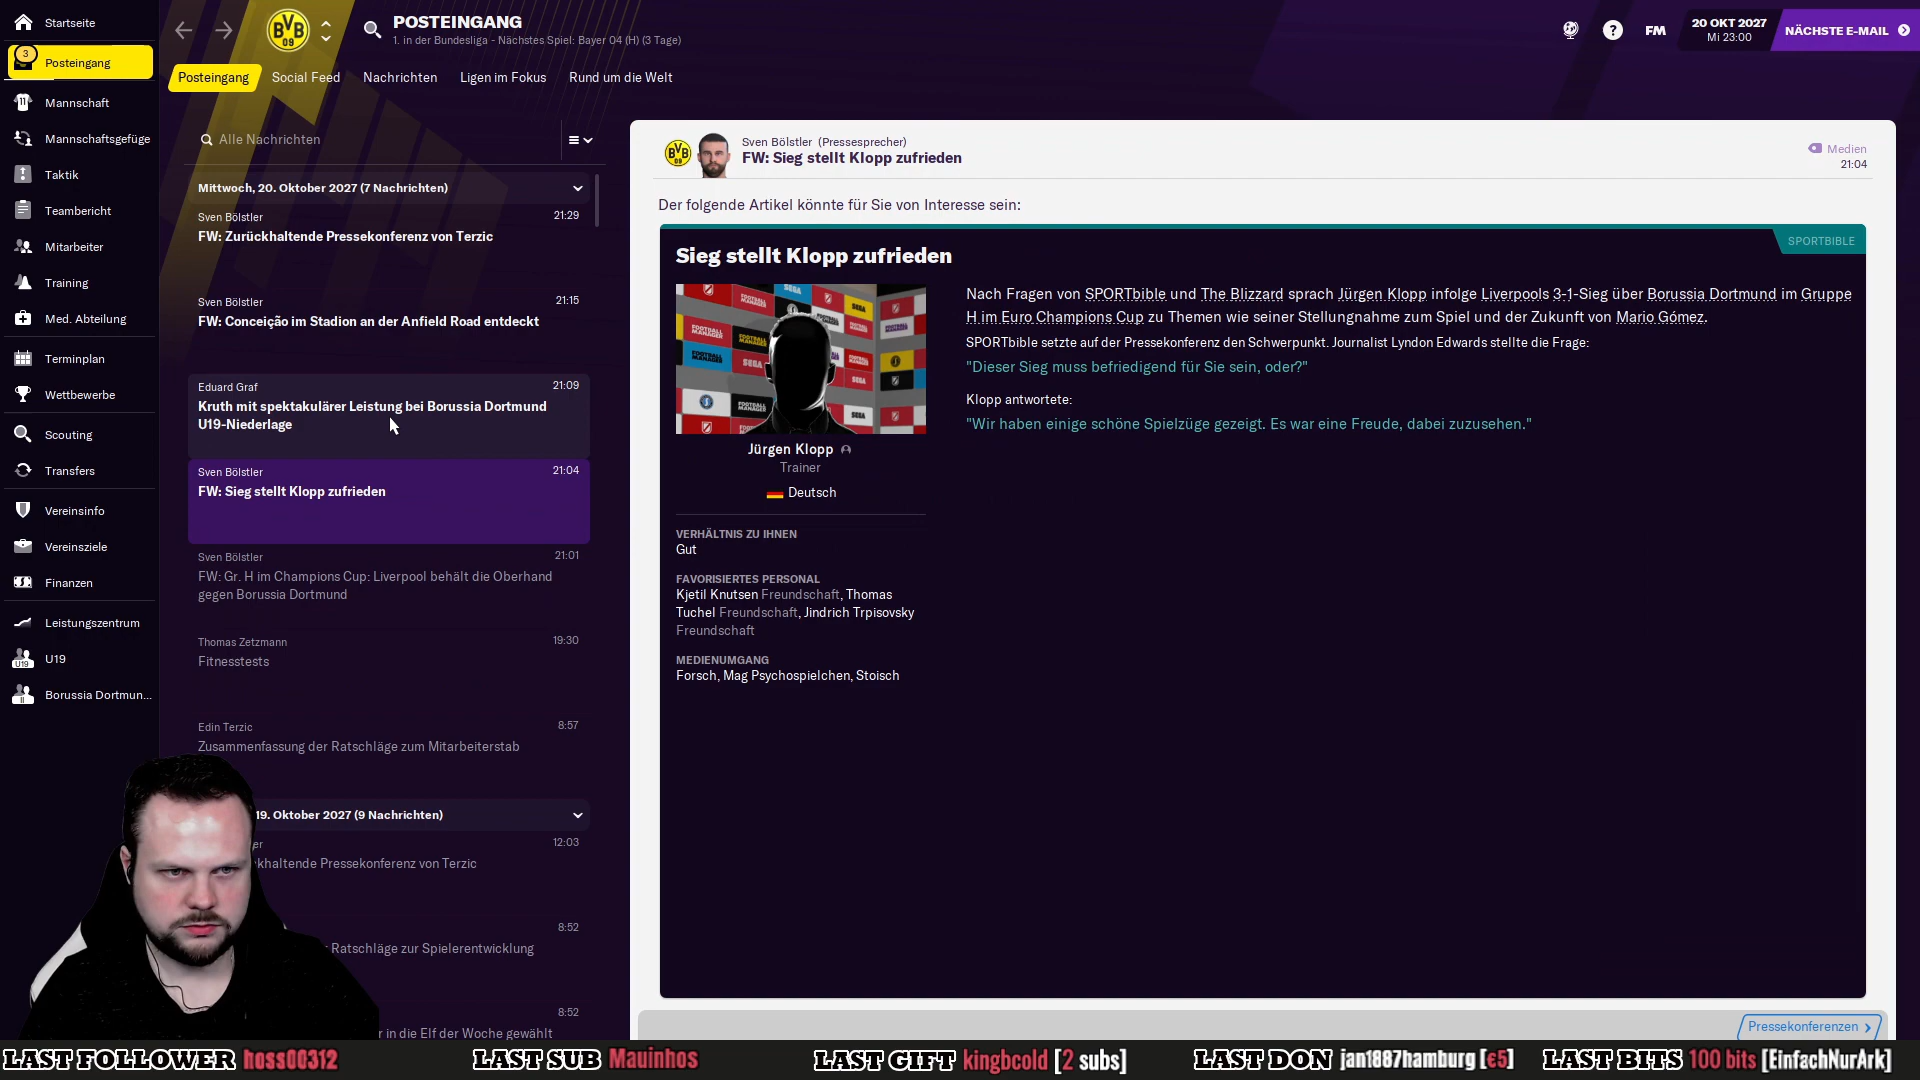 Startseite
3
Posteingang
Mannschaft
Mannschaftsgefüge
Taktik
Teambericht
Mitarbeiter
Training
Med. Abteilung
Terminplan
Wettbewerbe
Scouting
Transfers
Vereinsinfo
Vereinsziele
Finanzen
Leistungszentrum
U19
Borussia Dortmun...
BVB
09
POSTEINGANG
1. in der Bundesliga - Nächstes Spiel: Bayer 04 (H) (3 Tage)
FM
20 OKT 2027
Mi 23:00
NÄCHSTE E-MAIL
Posteingang
Social Feed
Nachrichten
Ligen im Fokus
Rund um die Welt
Alle Nachrichten
Mittwoch, 20. Oktober 2027 (7 Nachrichten)
Sven Bölstler 21:29
FW: Zurückhaltende Pressekonferenz von Terzic
Sven Bölstler 21:15
FW: Conceição im Stadion an der Anfield Road entdeckt
Eduard Graf 21:09
Kruth mit spektakulärer Leistung bei Borussia Dortmund
U19-Niederlage
Sven Bölstler 21:04
FW: Sieg stellt Klopp zufrieden
Sven Bölstler 21:01
FW: Gr. H im Champions Cup: Liverpool behält die Oberhand
gegen Borussia Dortmund
Thomas Zetzmann 19:30
Fitnesstests
Edin Terzic 8:57
Zusammenfassung der Ratschläge zum Mitarbeiterstab
19. Oktober 2027 (9 Nachrichten)
12:03
khaltende Pressekonferenz von Terzic
8:52
Ratschläge zur Spielerentwicklung
8:52
r in die Elf der Woche gewählt
Sven Bölstler (Pressesprecher)
FW: Sieg stellt Klopp zufrieden
Medien
21:04
Der folgende Artikel könnte für Sie von Interesse sein:
SPORTBIBLE
Sieg stellt Klopp zufrieden
Nach Fragen von SPORTbible und The Blizzard sprach Jürgen Klopp infolge Liverpools 3-1-Sieg über Borussia Dortmund im Gruppe
H im Euro Champions Cup zu Themen wie seiner Stellungnahme zum Spiel und der Zukunft von Mario Gómez.
SPORTbible setzte auf der Pressekonferenz den Schwerpunkt. Journalist Lyndon Edwards stellte die Frage:
"Dieser Sieg muss befriedigend für Sie sein, oder?"
Klopp antwortete:
"Wir haben einige schöne Spielzüge gezeigt. Es war eine Freude, dabei zuzusehen."
Jürgen Klopp
Trainer
Deutsch
VERHÄLTNIS ZU IHNEN
Gut
FAVORISIERTES PERSONAL
Kjetil Knutsen Freundschaft, Thomas
Tuchel Freundschaft, Jindrich Trpisovsky
Freundschaft
MEDIENUMGANG
Forsch, Mag Psychospielchen, Stoisch
Pressekonferenzen
LAST FOLLOWER hoss00312
LAST SUB Mauinhos
LAST GIFT kingbcold [2 subs]
LAST DON jan1887hamburg [€5]
LAST BITS 100 bits [EinfachNurArk]